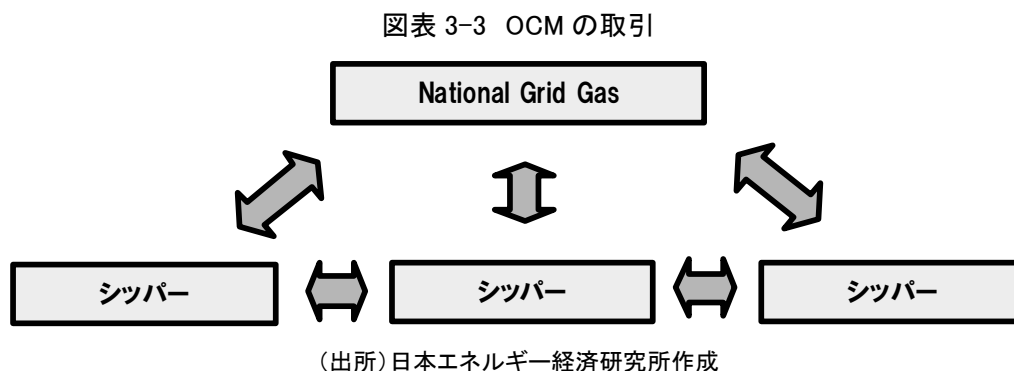 図表 3-3 OCM の取引
National Grid Gas
シッパー
シッパー
シッパー
(出所)日本エネルギー経済研究所作成